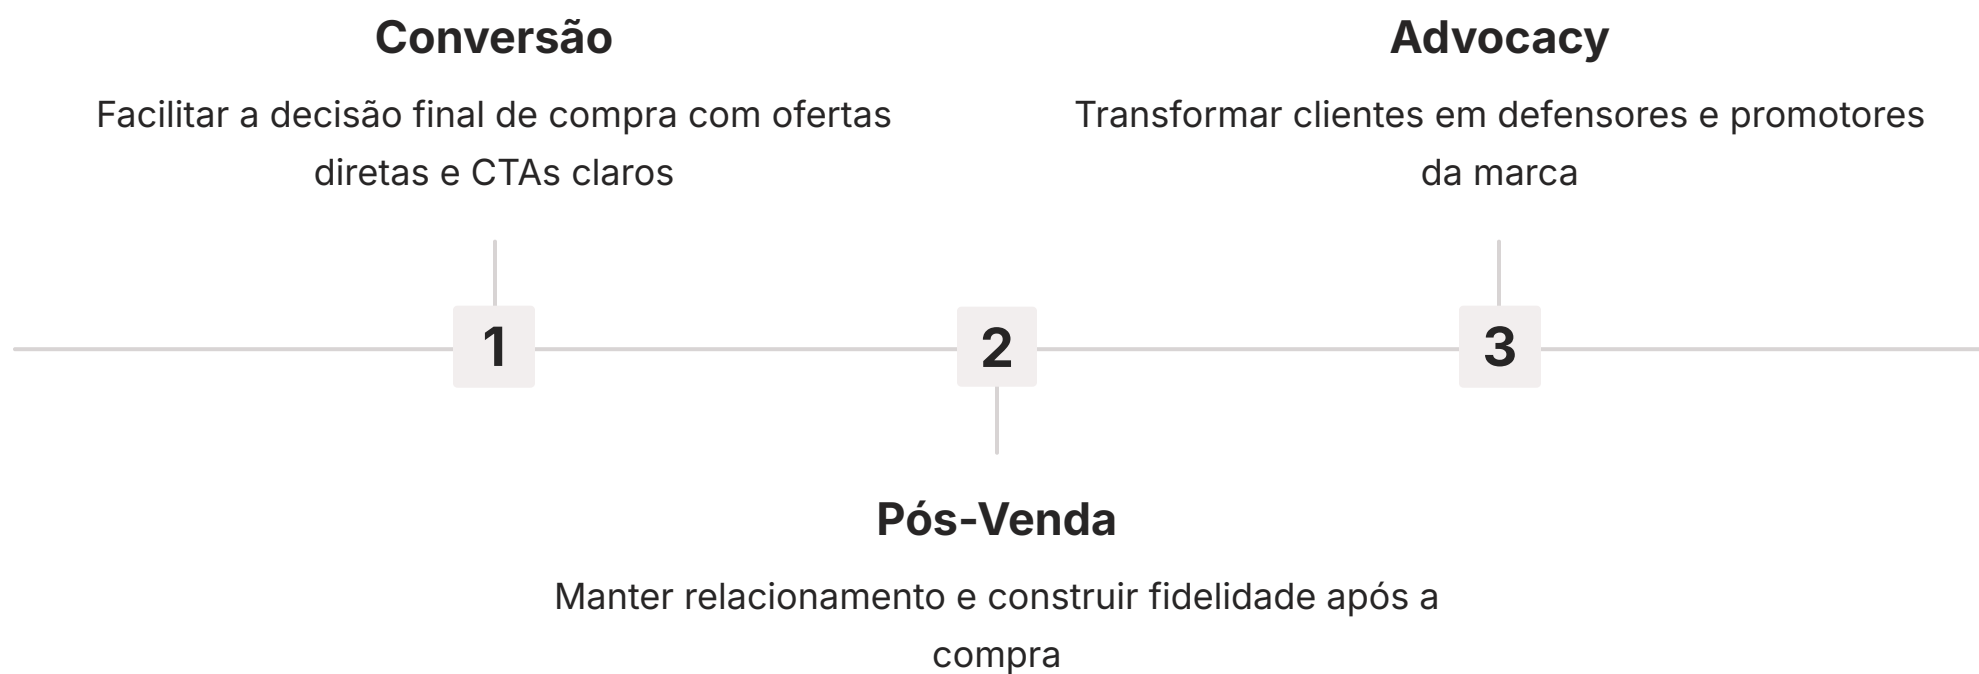 Conversão
Facilitar a decisão final de compra com ofertas
diretas e CTAs claros
Advocacy
Transformar clientes em defensores e promotores
da marca
1
2
3
Pós-Venda
Manter relacionamento e construir fidelidade após a
compra